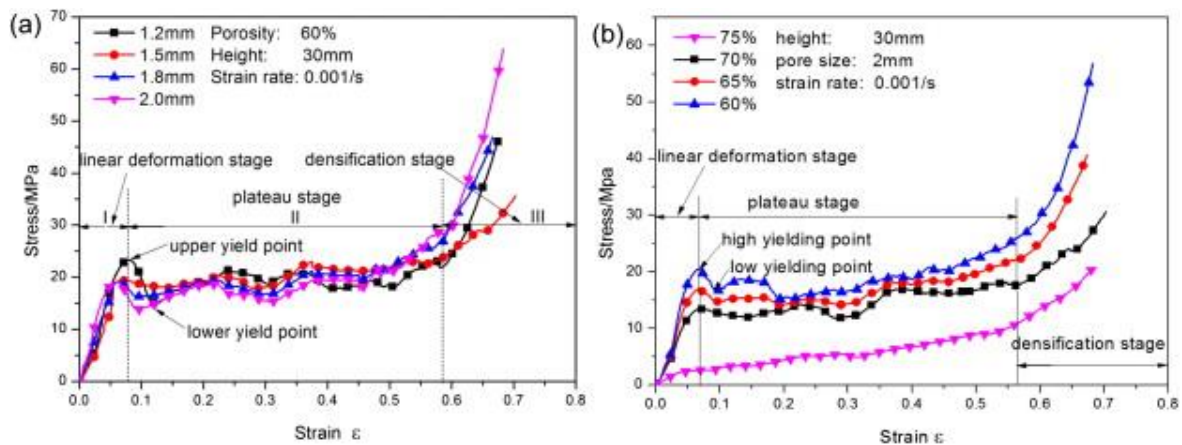 (a)
1.2mm Porosity: 60%
1.5mm Height: 30mm
1.8mm Strain rate: 0.001/s
2.0mm
linear deformation stage
densification stage
plateau stage
I
II
III
upper yield point
lower yield point
70
60
50
40
30
20
10
0
Stress/MPa
0.0 0.1 0.2 0.3 0.4 0.5 0.6 0.7 0.8
Strain ε
(b)
75% height: 30mm
70% pore size: 2mm
65% strain rate: 0.001/s
60%
linear deformation stage
plateau stage
high yielding point
low yielding point
densification stage
60
50
40
30
20
10
0
Stress/Mpa
0.0 0.1 0.2 0.3 0.4 0.5 0.6 0.7 0.8
Strain ε